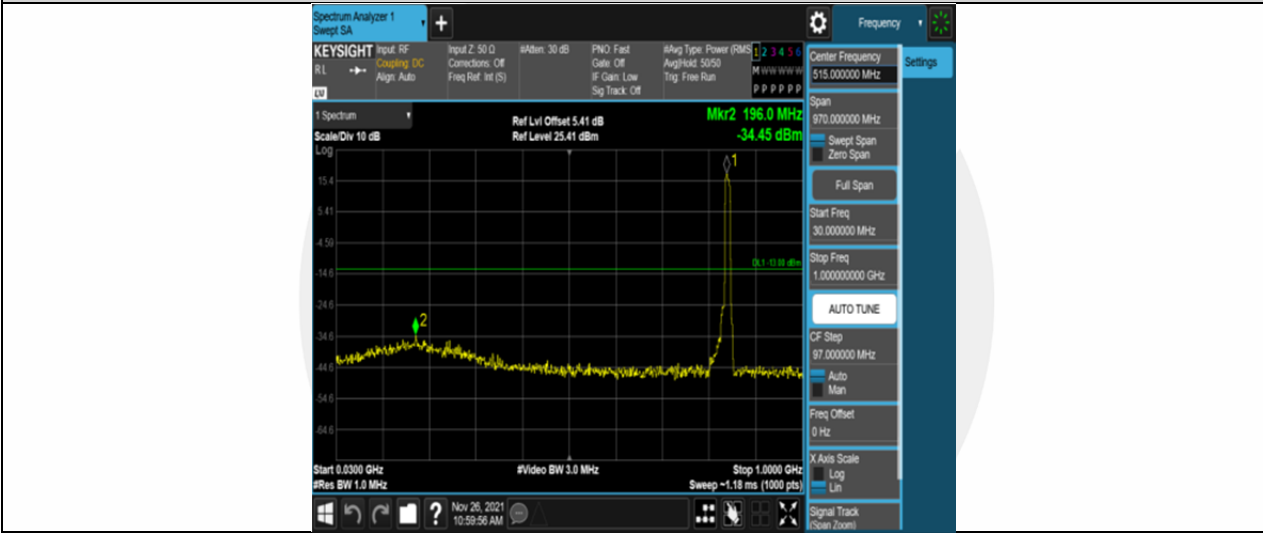 Spectrum Analyzer 1
Swept SA
Frequency
KEYSIGHT
RL
LV
Input: RF
Coupling: DC
Align: Auto
Input Z: 50 Ω
Corrections: Off
Freq Ref: Int (S)
#Atten: 30 dB
PNO: Fast
Gate: Off
IF Gain: Low
Sig Track: Off
#Avg Type: Power (RMS
Avg|Hold: 50/50
Trig: Free Run
1 2 3 4 5 6
M W W W W W
P P P P P P
1 Spectrum
Scale/Div 10 dB
Ref Lvl Offset 5.41 dB
Ref Level 25.41 dBm
Mkr2 196.0 MHz
-34.45 dBm
Log
15.4
5.41
-4.59
-14.6
-24.6
-34.6
-44.6
-54.6
-64.6
1
2
DL1 -13.00 dBm
Start 0.0300 GHz
#Res BW 1.0 MHz
#Video BW 3.0 MHz
Stop 1.0000 GHz
Sweep ~1.18 ms (1000 pts)
Nov 26, 2021
10:59:56 AM
Center Frequency
515.000000 MHz
Settings
Span
970.000000 MHz
Swept Span
Zero Span
Full Span
Start Freq
30.000000 MHz
Stop Freq
1.000000000 GHz
AUTO TUNE
CF Step
97.000000 MHz
Auto
Man
Freq Offset
0 Hz
X Axis Scale
Log
Lin
Signal Track
(Span Zoom)